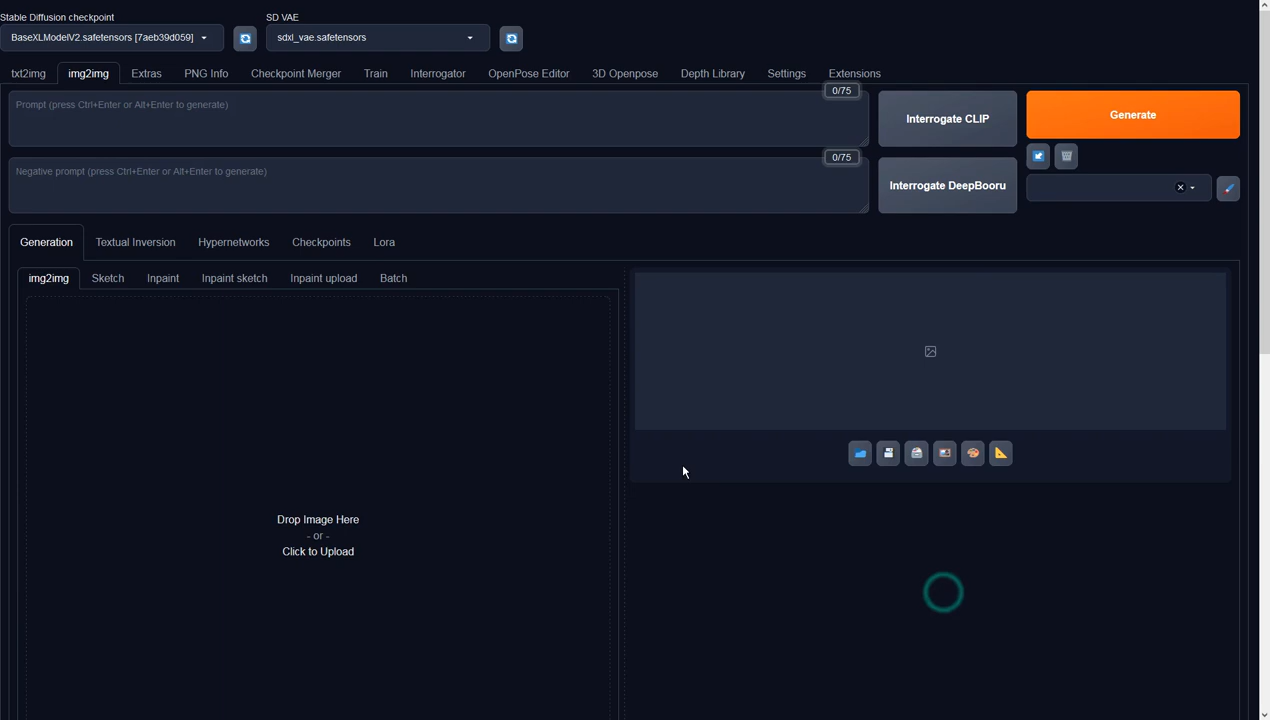 Stable Diffusion checkpoint
SD VAE
BaseXLModelV2.safetensors [7aeb39d059]
sdxl_vae.safetensors
txt2img
img2img
Extras
PNG Info
Checkpoint Merger
Train
Interrogator
OpenPose Editor
3D Openpose
Depth Library
Settings
Extensions
Prompt (press Ctrl+Enter or Alt+Enter to generate)
0/75
Interrogate CLIP
Generate
Negative prompt (press Ctrl+Enter or Alt+Enter to generate)
0/75
Interrogate DeepBooru
Generation
Textual Inversion
Hypernetworks
Checkpoints
Lora
img2img
Sketch
Inpaint
Inpaint sketch
Inpaint upload
Batch
Drop Image Here
- or -
Click to Upload